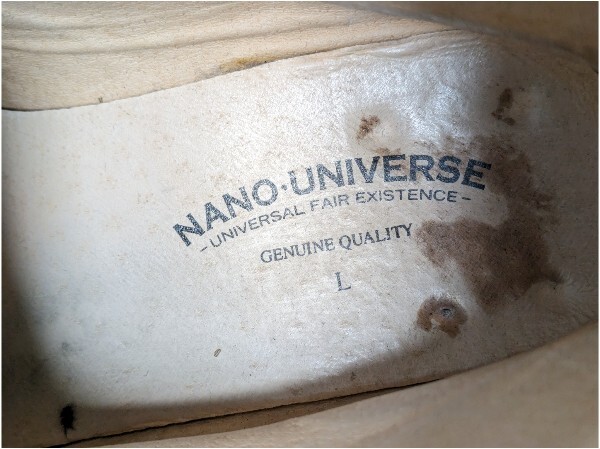 NANO·UNIVERSE
-UNIVERSAL FAIR EXISTENCE-
GENUINE QUALITY
L